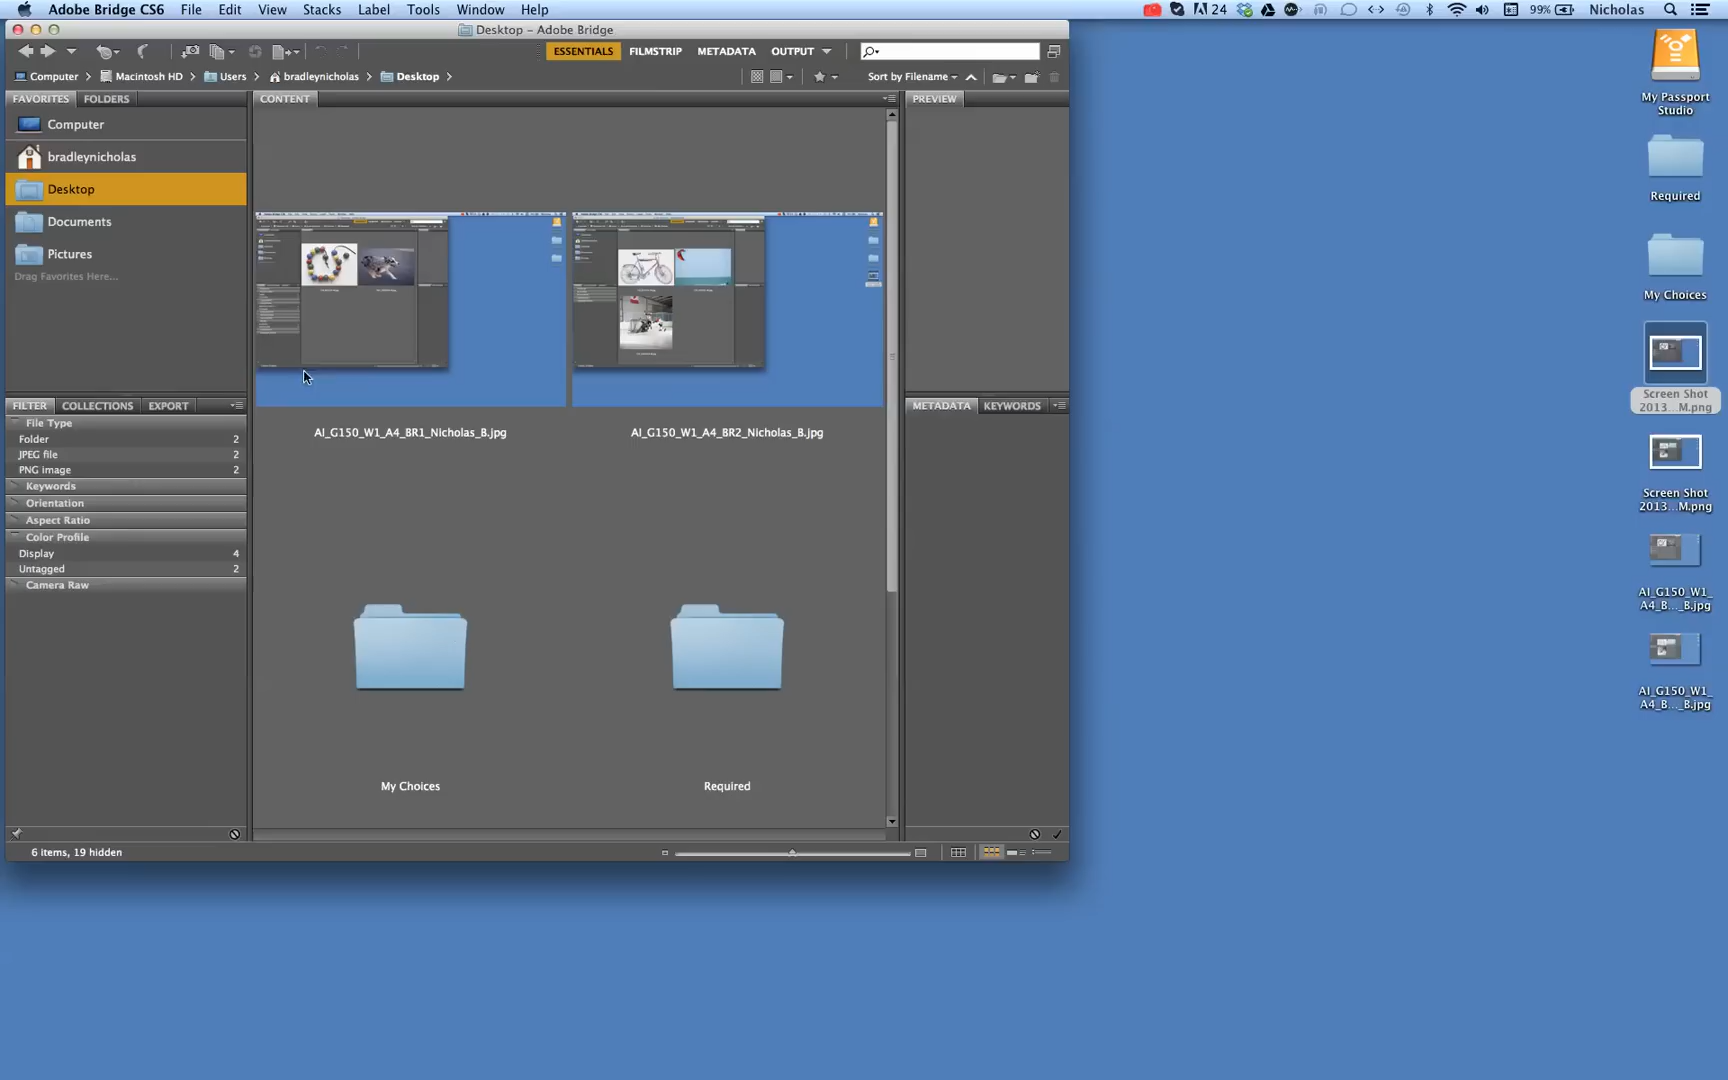 Adobe Bridge CS6 File Edit View Stacks Label Tools Window Help 24 99% Nicholas
Desktop – Adobe Bridge
ESSENTIALS FILMSTRIP METADATA OUTPUT
Computer Macintosh HD Users bradleynicholas Desktop Sort by Filename
FAVORITES FOLDERS CONTENT PREVIEW
Computer
bradleynicholas
Desktop
Documents
Pictures
Drag Favorites Here...
AI_G150_W1_A4_BR1_Nicholas_B.jpg
AI_G150_W1_A4_BR2_Nicholas_B.jpg
My Choices
Required
FILTER COLLECTIONS EXPORT
File Type
Folder 2
JPEG file 2
PNG image 2
Keywords
Orientation
Aspect Ratio
Color Profile
Display 4
Untagged 2
Camera Raw
METADATA KEYWORDS
6 items, 19 hidden
My Passport
Studio
Required
My Choices
Screen Shot
2013...M.png
Screen Shot
2013...M.png
AI_G150_W1_
A4_B..._B.jpg
AI_G150_W1_
A4_B..._B.jpg